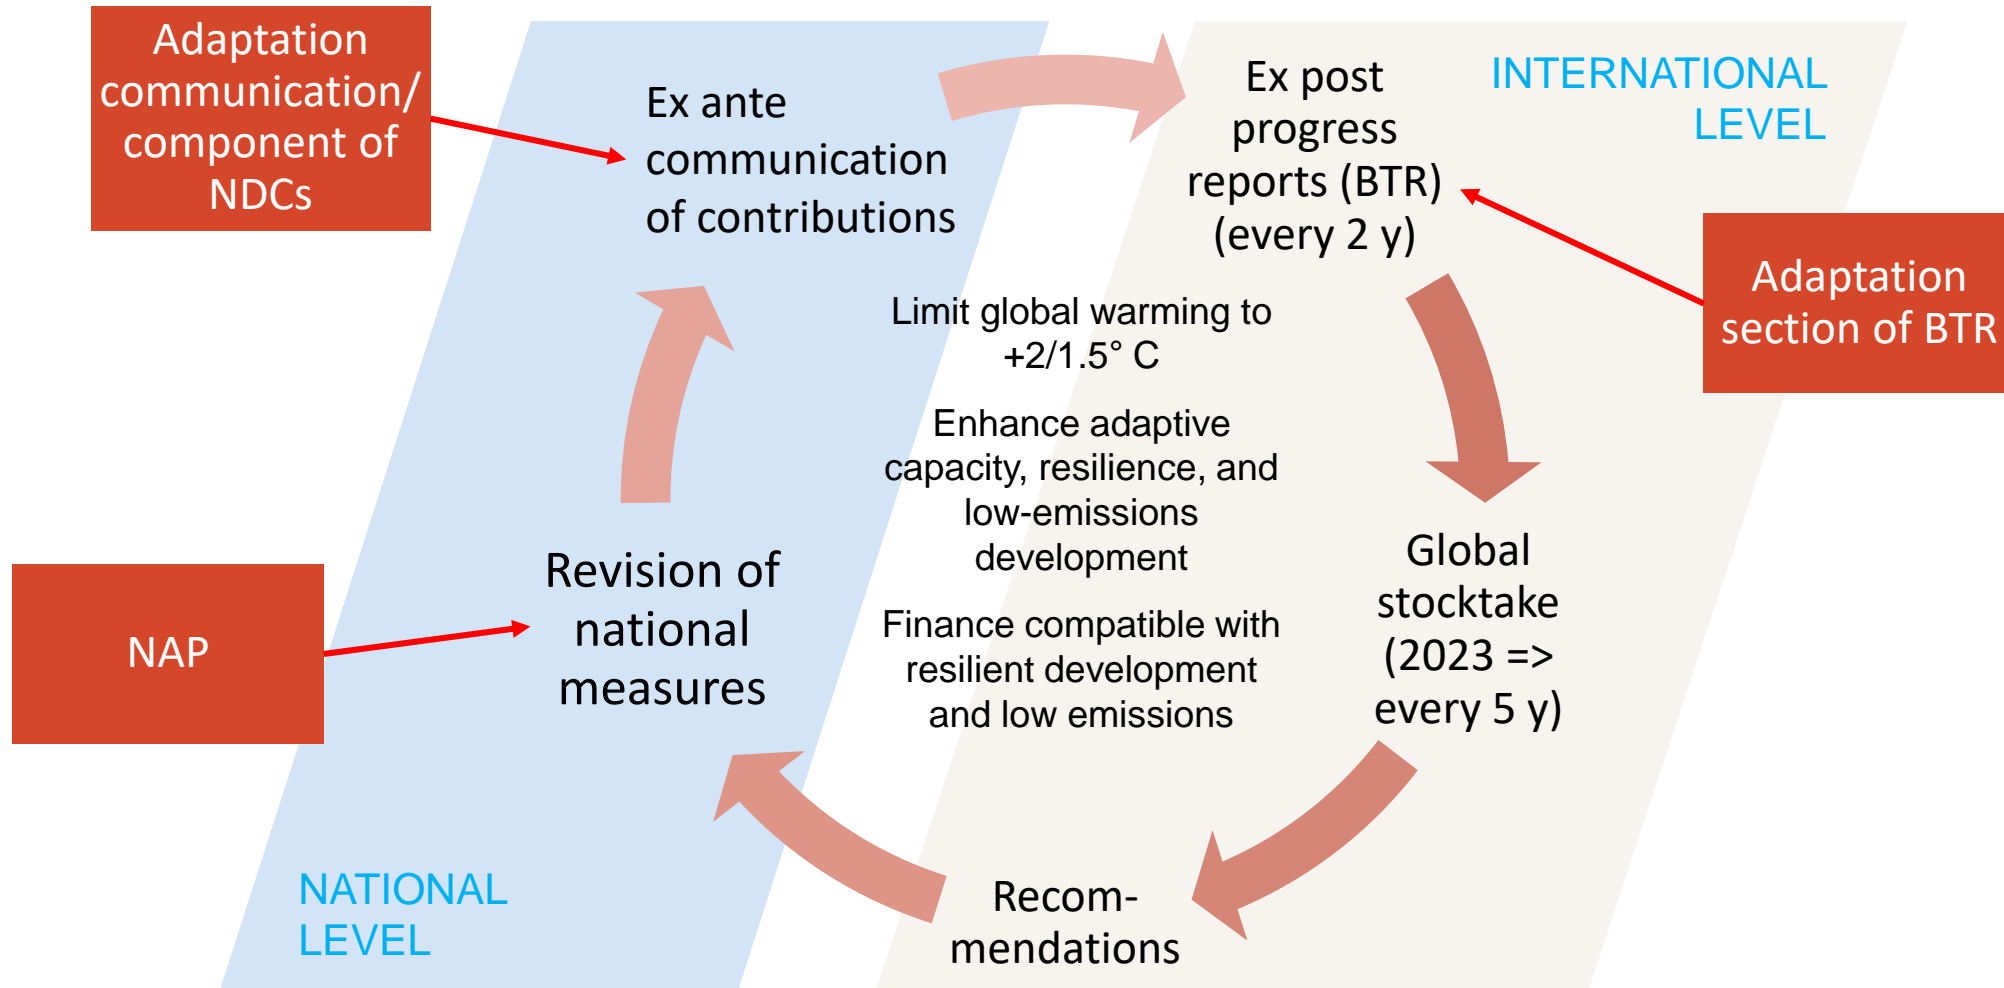 Adaptation
communication/
component of
NDCs
Ex ante
communication
of contributions
Ex post
progress
reports (BTR)
(every 2 y)
INTERNATIONAL
LEVEL
Adaptation
section of BTR
Limit global warming to
+2/1.5° C
Enhance adaptive
capacity, resilience, and
low-emissions
development
Finance compatible with
resilient development
and low emissions
Global
stocktake
(2023 =>
every 5 y)
NAP
Revision of
national
measures
Recom-
mendations
NATIONAL
LEVEL